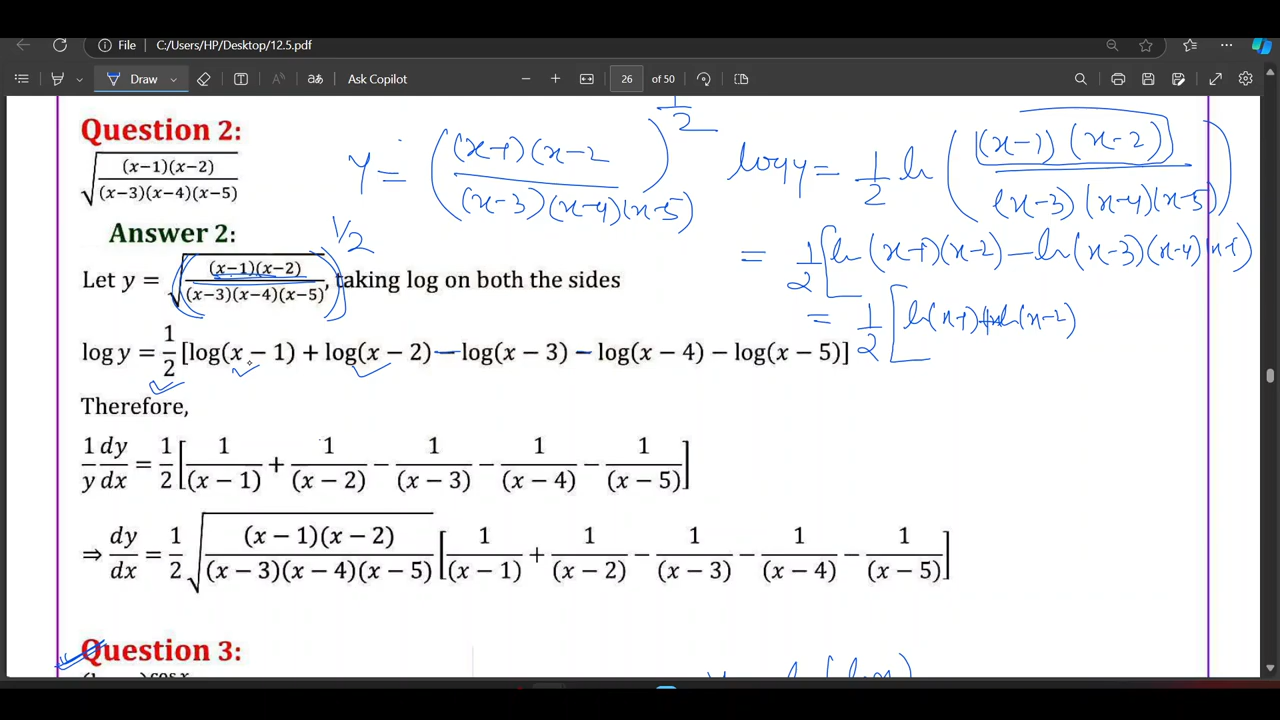 File C:/Users/HP/Desktop/12.5.pdf
Draw Ask Copilot 26 of 50
Question 2:
√((x−1)(x−2)/(x−3)(x−4)(x−5))
y = ((x-1)(x-2 / (x-3)(x-4)(x-5))^1/2
logy = 1/2 ln((x-1)(x-2) / (x-3)(x-4)(x-5))
= 1/2[ln(x-1)(x-2) - ln(x-3)(x-4)(x-5)
= 1/2[ln(x-1)+ln(x-2)
Answer 2:
1/2
Let y = √((x−1)(x−2)/(x−3)(x−4)(x−5)), taking log on both the sides
log y = 1/2[log(x − 1) + log(x − 2) − log(x − 3) − log(x − 4) − log(x − 5)]
Therefore,
1/y dy/dx = 1/2[1/(x − 1) + 1/(x − 2) − 1/(x − 3) − 1/(x − 4) − 1/(x − 5)]
⇒ dy/dx = 1/2 √((x − 1)(x − 2)/(x − 3)(x − 4)(x − 5)) [1/(x − 1) + 1/(x − 2) − 1/(x − 3) − 1/(x − 4) − 1/(x − 5)]
Question 3: